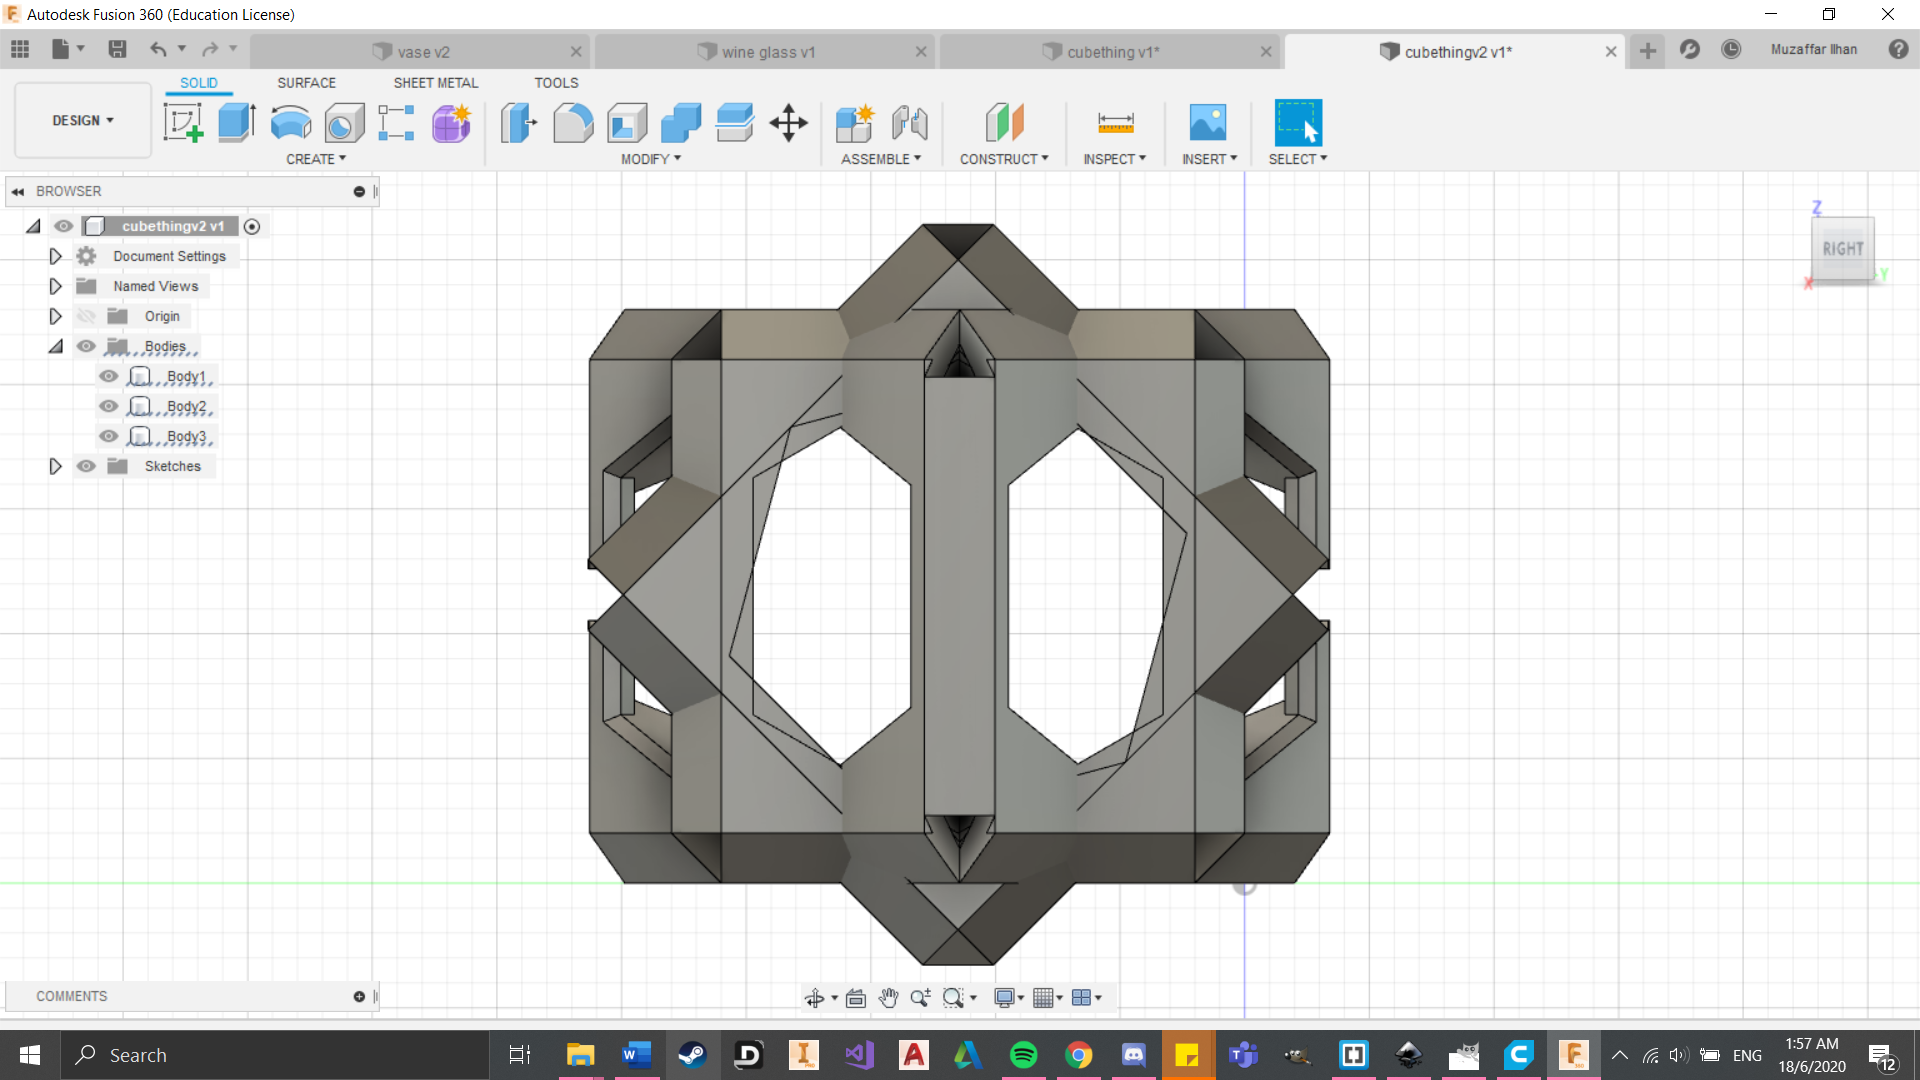 Autodesk Fusion 360 (Education License)
vase v2
wine glass v1
cubething v1*
cubethingv2 v1*
Muzaffar Ilhan
SOLID
SURFACE
SHEET METAL
TOOLS
DESIGN
CREATE
MODIFY
ASSEMBLE
CONSTRUCT
INSPECT
INSERT
SELECT
BROWSER
cubethingv2 v1
Document Settings
Named Views
Origin
Bodies
Body1
Body2
Body3
Sketches
Z
RIGHT
X
Y
COMMENTS
Search
ENG
1:57 AM
18/6/2020
12